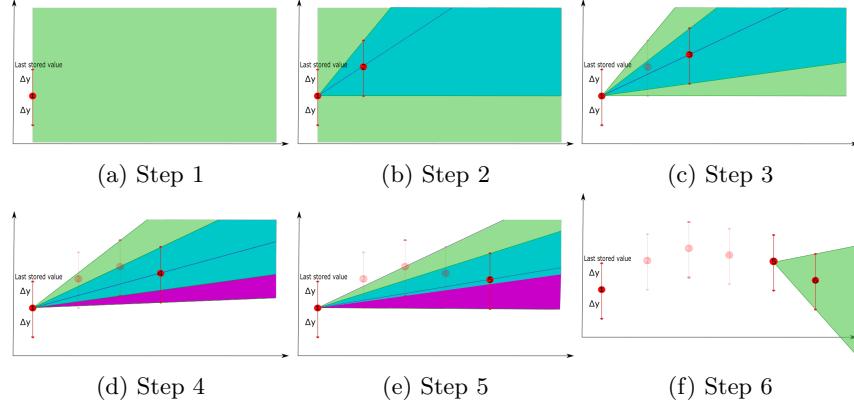 Last stored value
Δy
Δy
Last stored value
Δy
Δy
Last stored value
Δy
Δy
(a) Step 1
(b) Step 2
(c) Step 3
Last stored value
Δy
Δy
Last stored value
Δy
Δy
Last stored value
Δy
Δy
(d) Step 4
(e) Step 5
(f) Step 6